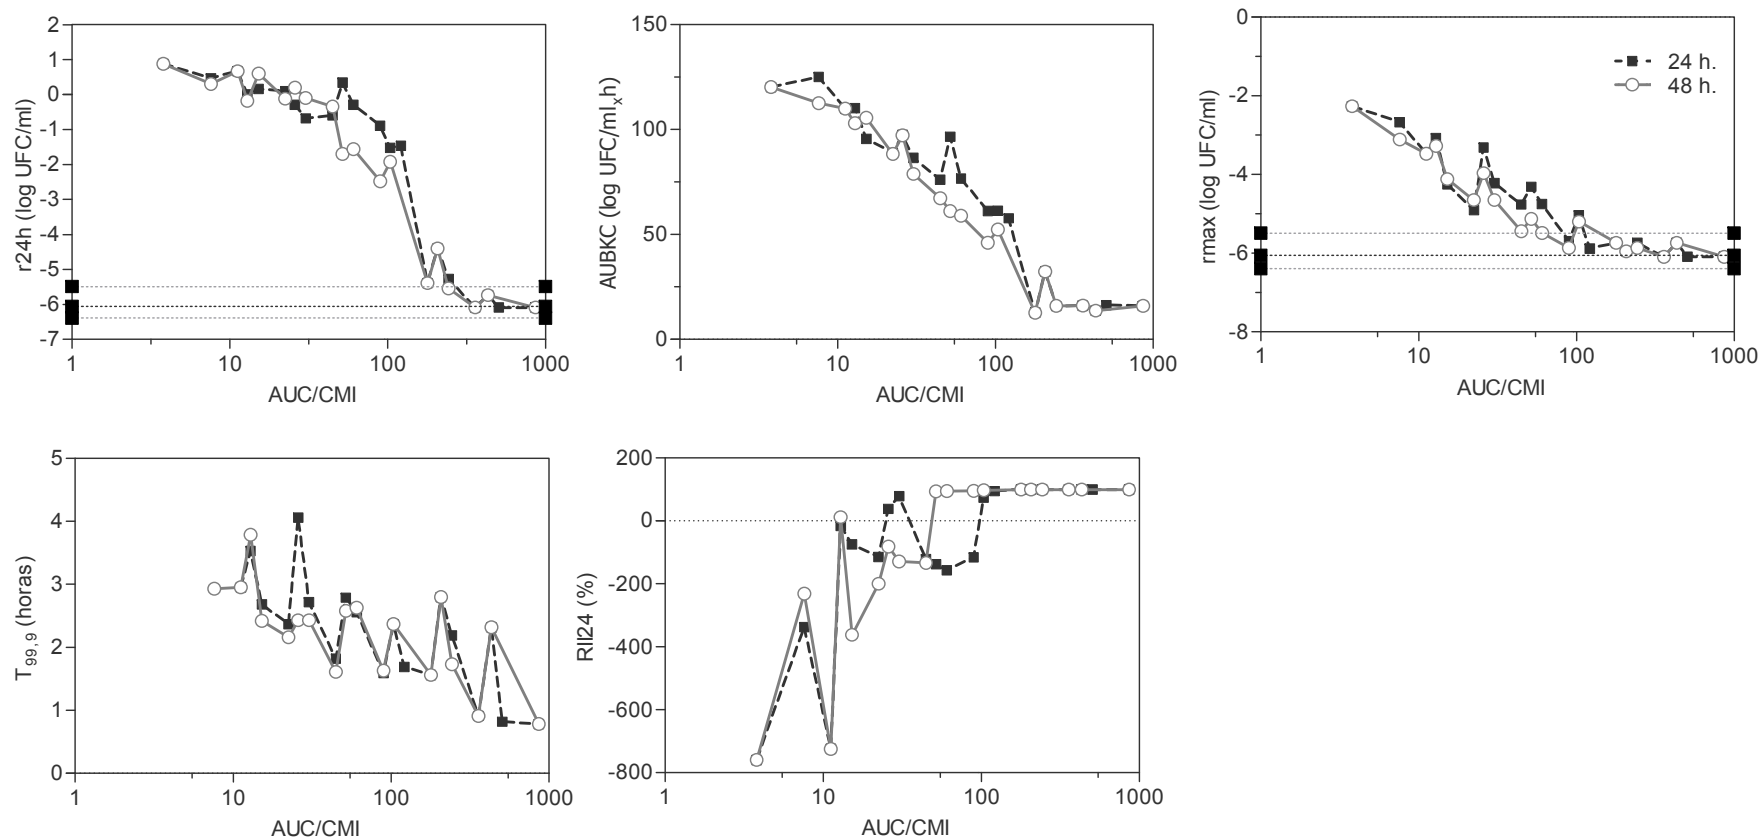 2
1
0
-1
-2
-3
-4
-5
-6
-7
r24h (log UFC/ml)
1 10 100 1000
AUC/CMI
150
100
50
0
AUBKC (log UFC/mlxh)
1 10 100 1000
AUC/CMI
0
-2
-4
-6
-8
rmax (log UFC/ml)
24 h.
48 h.
1 10 100 1000
AUC/CMI
5
4
3
2
1
0
T99,9 (horas)
1 10 100 1000
AUC/CMI
200
0
-200
-400
-600
-800
RII24 (%)
1 10 100 1000
AUC/CMI